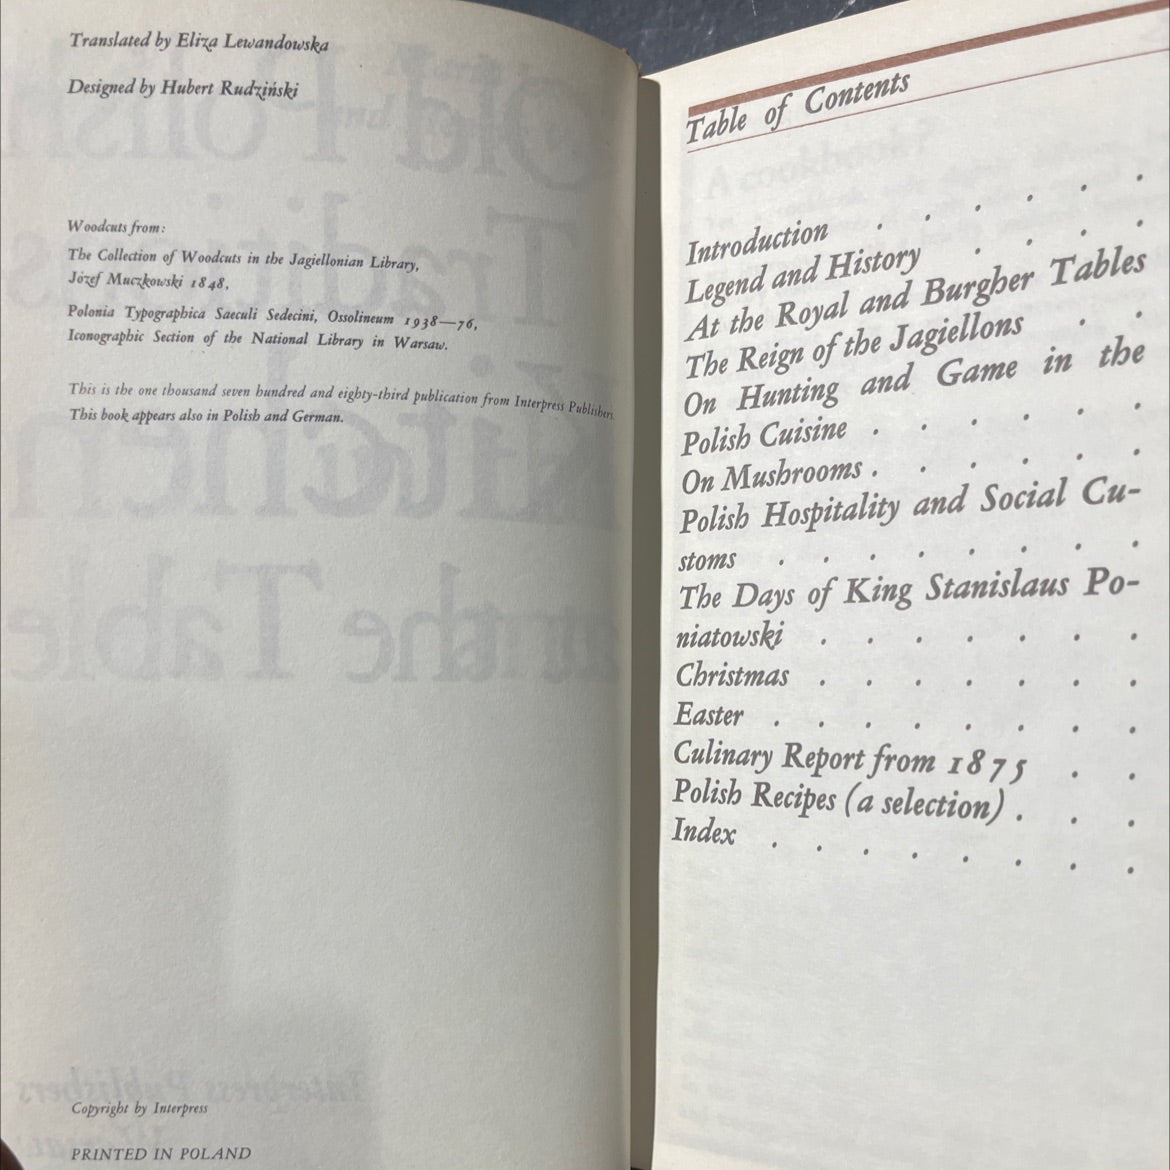 Translated by Eliza Lewandowska
Designed by Hubert Rudziński
Woodcuts from:
The Collection of Woodcuts in the Jagiellonian Library,
Józef Muczkowski 1848,
Polonia Typographica Saeculi Sedecini, Ossolineum 1938—76,
Iconographic Section of the National Library in Warsaw.
This is the one thousand seven hundred and eighty-third publication from Interpress Publishers.
This book appears also in Polish and German.
Copyright by Interpress
PRINTED IN POLAND
Table of Contents
Introduction . . . . . .
Legend and History . . . .
At the Royal and Burgher Tables
The Reign of the Jagiellons . .
On Hunting and Game in the
Polish Cuisine . . . . . .
On Mushrooms . . . . . .
Polish Hospitality and Social Cu-
stoms . . . . . . . .
The Days of King Stanislaus Po-
niatowski . . . . . . .
Christmas . . . . . . .
Easter . . . . . . . .
Culinary Report from 1875 . .
Polish Recipes (a selection) . . .
Index . . . . . . . .